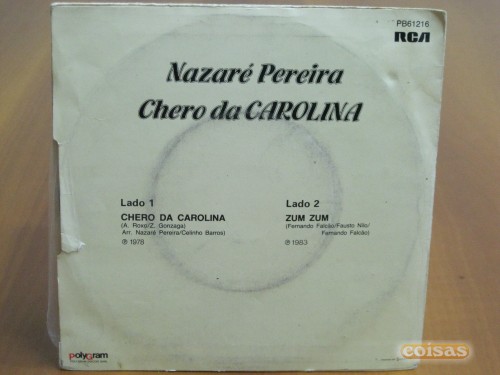 PB61216
RCA
Nazaré Pereira
Chero da CAROLINA
Lado 1
CHERO DA CAROLINA
(A. Roxo/Z. Gonzaga)
Arr. Nazaré Pereira/Celinho Barros)
℗ 1978
Lado 2
ZUM ZUM
(Fernando Falcão/Fausto Nilo/
Fernando Falcão)
℗ 1983
polygram
coisas